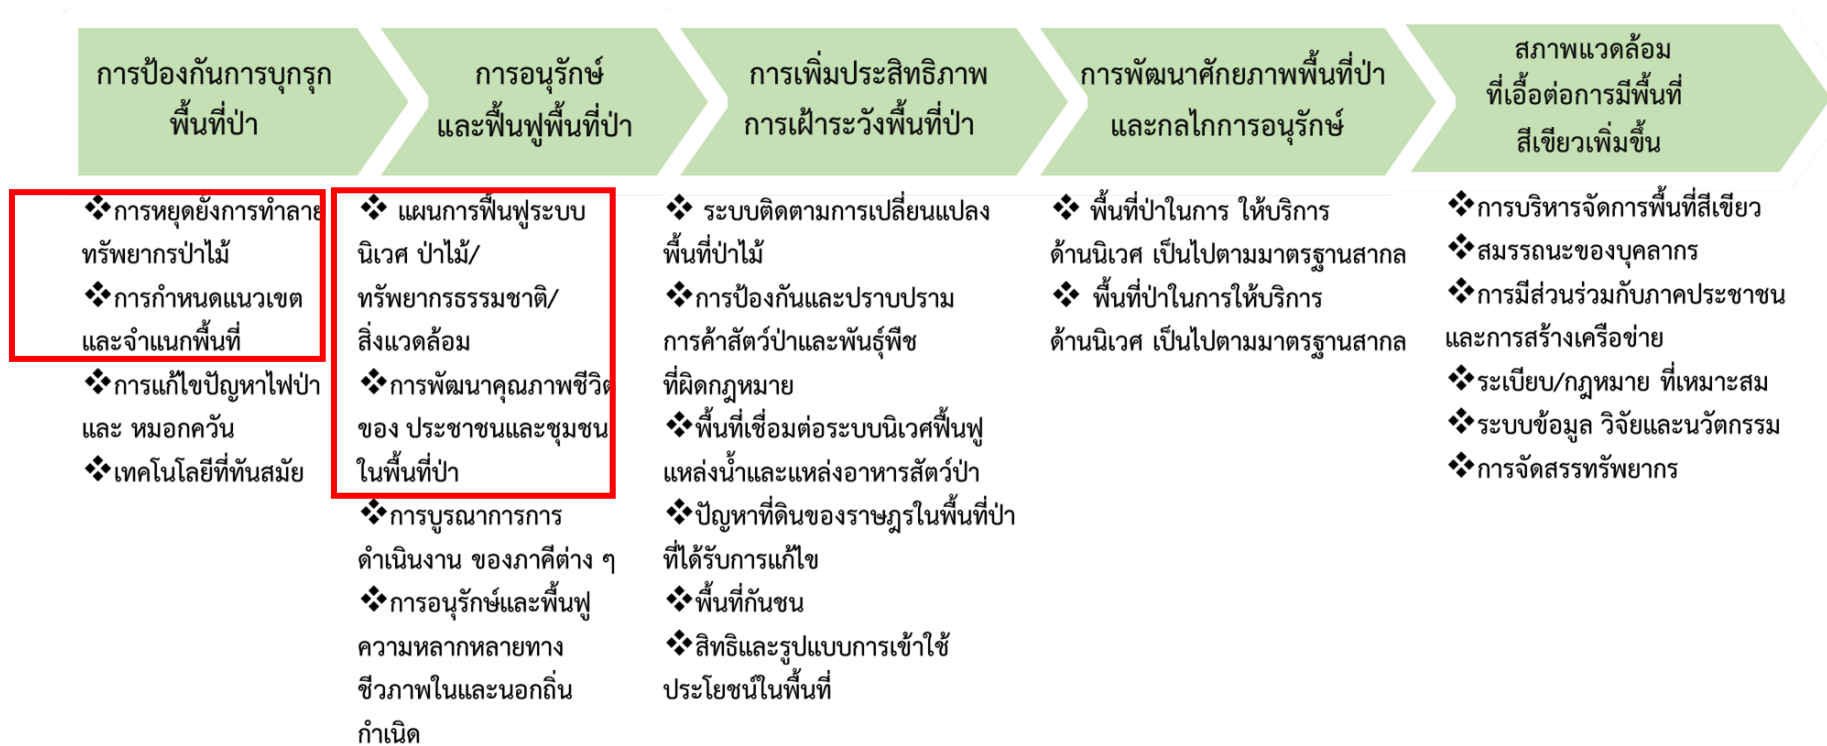 การป้องกันการบุกรุก
พื้นที่ป่า
การอนุรักษ์
และฟื้นฟูพื้นที่ป่า
การเพิ่มประสิทธิภาพ
การเฝ้าระวังพื้นที่ป่า
การพัฒนาศักยภาพพื้นที่ป่า
และกลไกการอนุรักษ์
สภาพแวดล้อม
ที่เอื้อต่อการมีพื้นที่
สีเขียวเพิ่มขึ้น
❖การหยุดยั้งการทำลาย
ทรัพยากรป่าไม้
❖การกำหนดแนวเขต
และจำแนกพื้นที่
❖การแก้ไขปัญหาไฟป่า
และ หมอกควัน
❖เทคโนโลยีที่ทันสมัย
❖ แผนการฟื้นฟูระบบ
นิเวศ ป่าไม้/
ทรัพยากรธรรมชาติ/
สิ่งแวดล้อม
❖การพัฒนาคุณภาพชีวิต
ของ ประชาชนและชุมชน
ในพื้นที่ป่า
❖การบูรณาการการ
ดำเนินงาน ของภาคีต่าง ๆ
❖การอนุรักษ์และฟื้นฟู
ความหลากหลายทาง
ชีวภาพในและนอกถิ่น
กำเนิด
❖ ระบบติดตามการเปลี่ยนแปลง
พื้นที่ป่าไม้
❖การป้องกันและปราบปราม
การค้าสัตว์ป่าและพันธุ์พืช
ที่ผิดกฎหมาย
❖พื้นที่เชื่อมต่อระบบนิเวศฟื้นฟู
แหล่งน้ำและแหล่งอาหารสัตว์ป่า
❖ปัญหาที่ดินของราษฎรในพื้นที่ป่า
ที่ได้รับการแก้ไข
❖พื้นที่กันชน
❖สิทธิและรูปแบบการเข้าใช้
ประโยชน์ในพื้นที่
❖ พื้นที่ป่าในการ ให้บริการ
ด้านนิเวศ เป็นไปตามมาตรฐานสากล
❖ พื้นที่ป่าในการให้บริการ
ด้านนิเวศ เป็นไปตามมาตรฐานสากล
❖การบริหารจัดการพื้นที่สีเขียว
❖สมรรถนะของบุคลากร
❖การมีส่วนร่วมกับภาคประชาชน
และการสร้างเครือข่าย
❖ระเบียบ/กฎหมาย ที่เหมาะสม
❖ระบบข้อมูล วิจัยและนวัตกรรม
❖การจัดสรรทรัพยากร